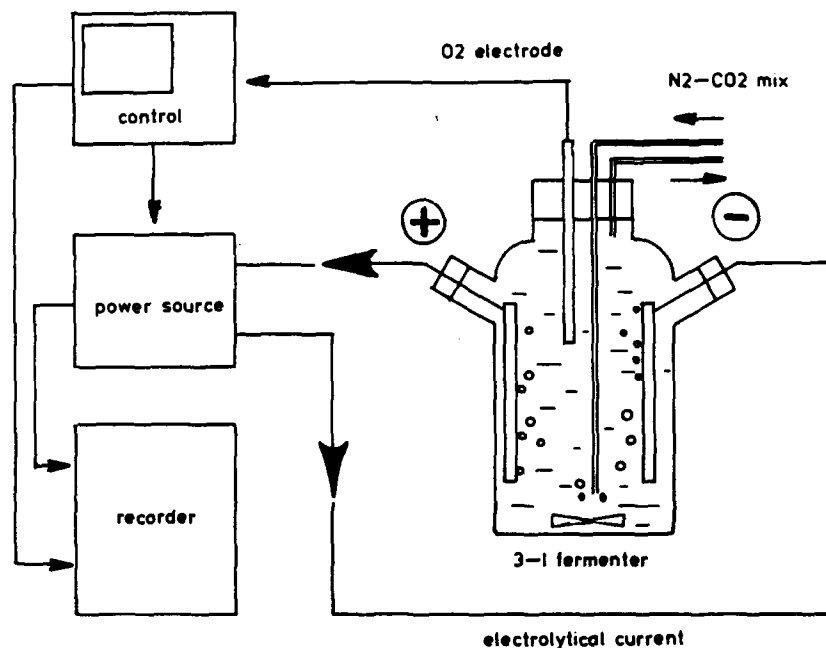 O2 electrode
N2-CO2 mix
control
+
-
power source
recorder
3-l fermenter
electrolytical current